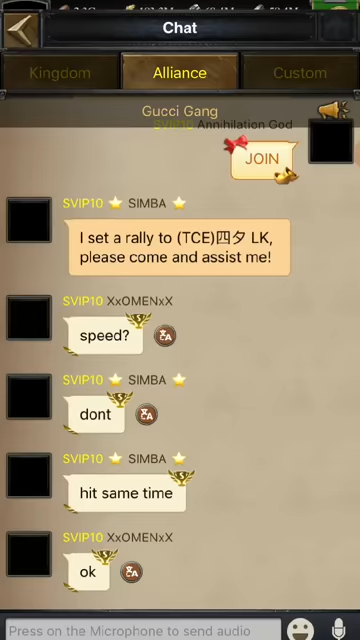 Chat
Kingdom
Alliance
Custom
Gucci Gang
SVIP10 Annihilation God
JOIN
SVIP10 SIMBA
I set a rally to (TCE)四夕 LK,
please come and assist me!
SVIP10 XxOMENxX
speed?
SVIP10 SIMBA
dont
SVIP10 SIMBA
hit same time
SVIP10 XxOMENxX
ok
Press on the Microphone to send audio